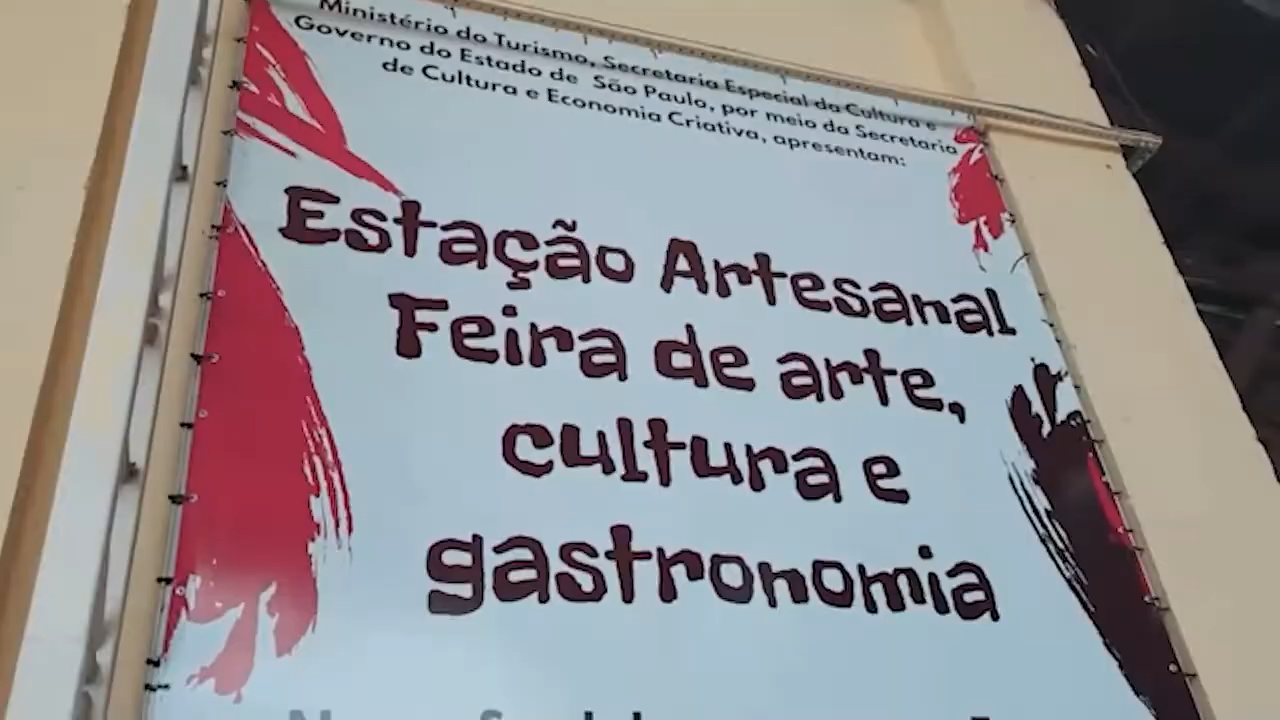 Ministério do Turismo, Secretaria Especial da Cultura e
Governo do Estado de São Paulo, por meio da Secretaria
de Cultura e Economia Criativa, apresentam:
Estação Artesanal
Feira de arte,
cultura e
gastronomia